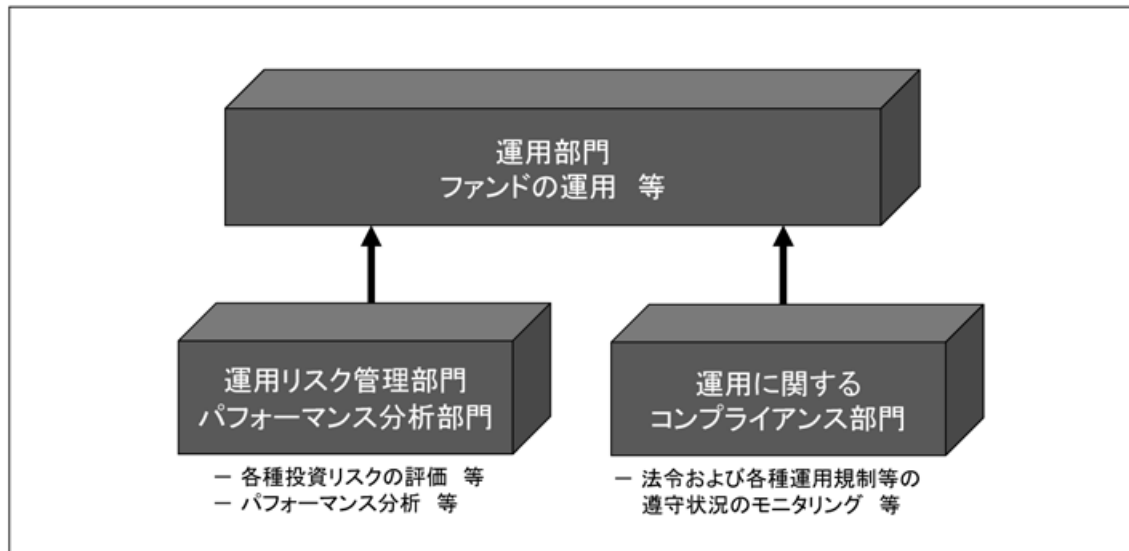 運用部門
ファンドの運用　等
運用リスク管理部門
パフォーマンス分析部門
運用に関する
コンプライアンス部門
－ 各種投資リスクの評価　等
－ パフォーマンス分析　等
－ 法令および各種運用規制等の
遵守状況のモニタリング　等